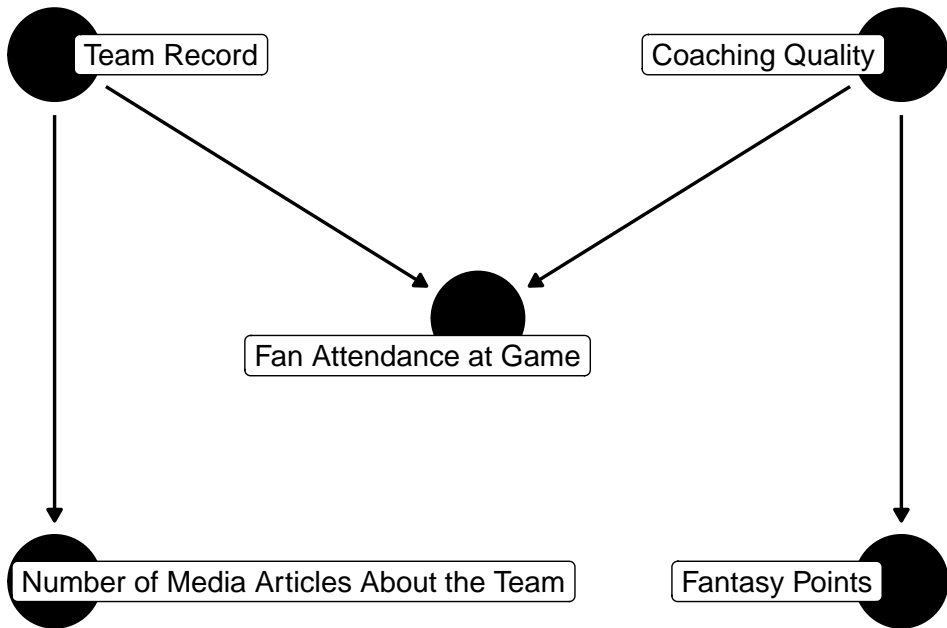 Team Record
Coaching Quality
Fan Attendance at Game
Number of Media Articles About the Team
Fantasy Points